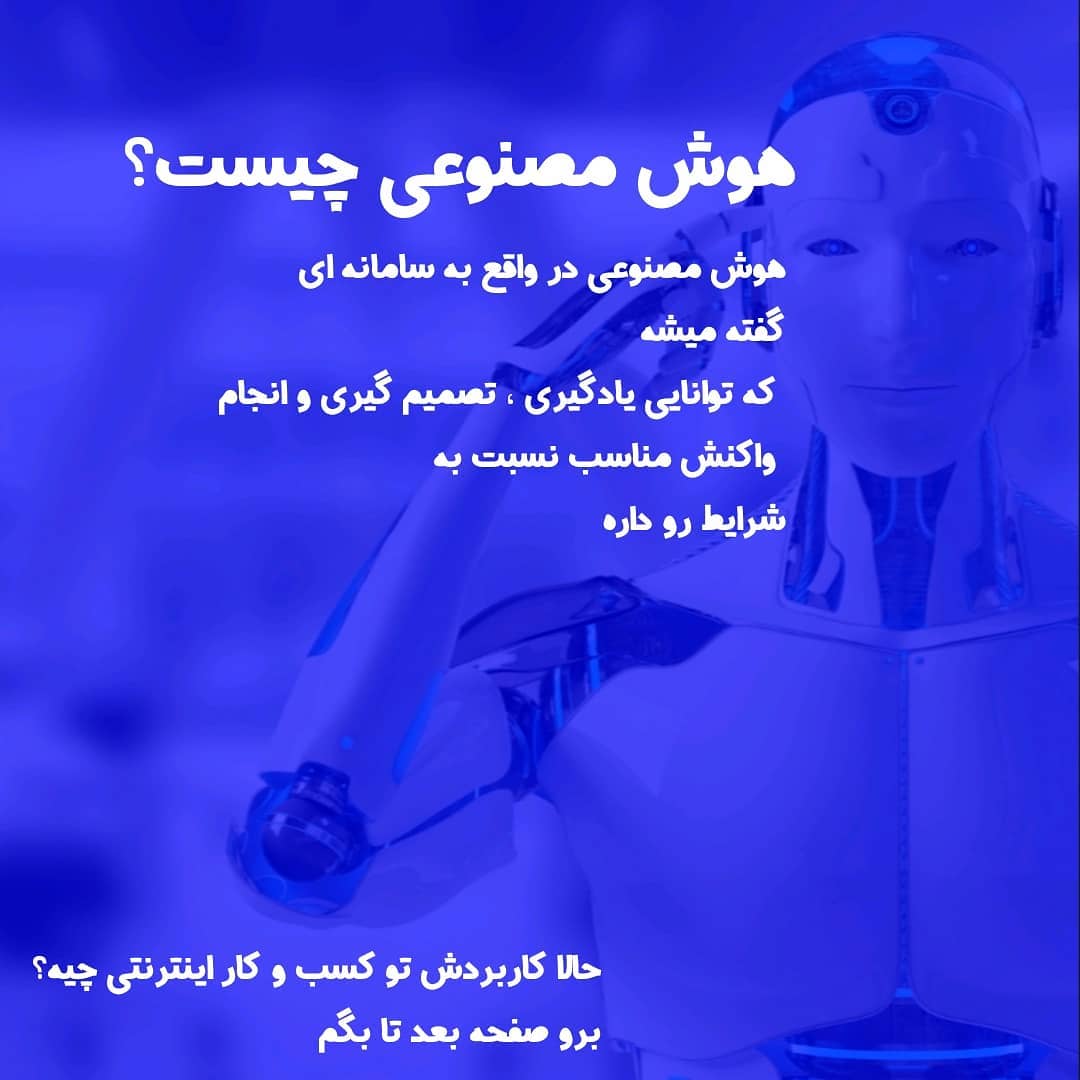 هوش مصنوعی چیست؟
هوش مصنوعی در واقع به سامانه ای
گفته میشه
که توانایی یادگیری ، تصمیم گیری و انجام
واکنش مناسب نسبت به
شرایط رو داره
حالا کاربردش تو کسب و کار اینترنتی چیه؟
برو صفحه بعد تا بگم